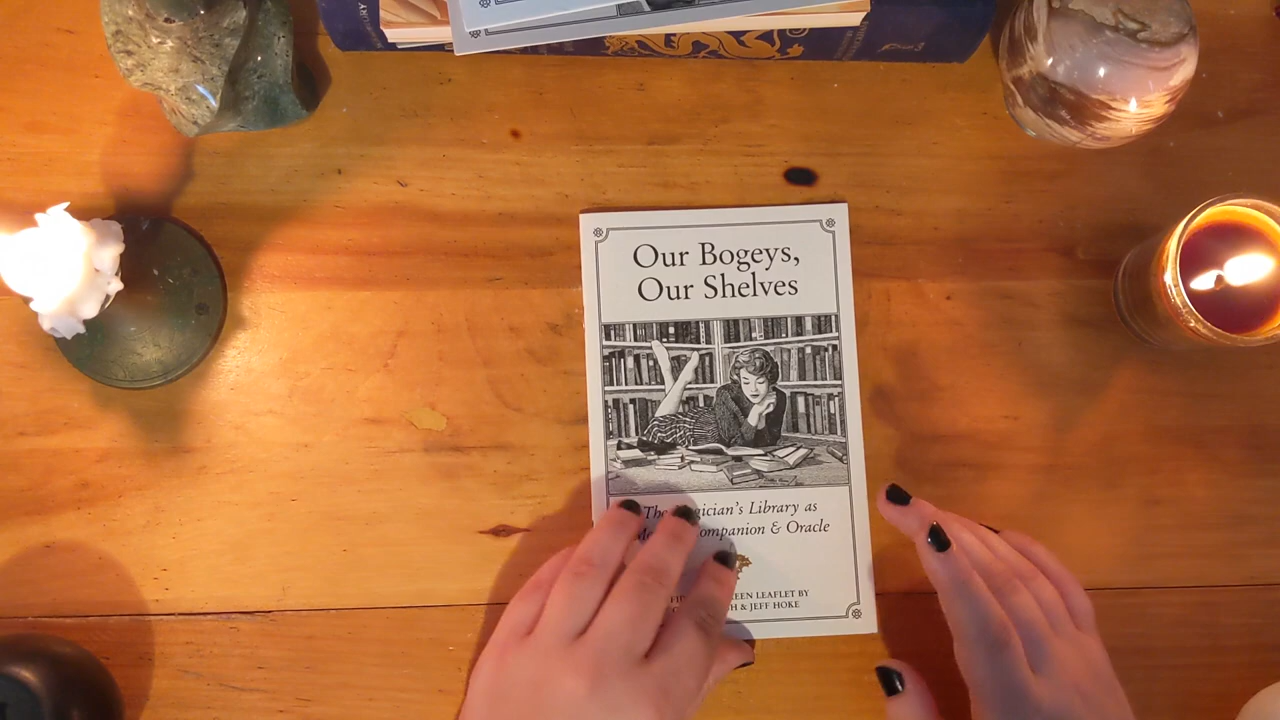 Our Bogeys,
Our Shelves
The gician's Library as
ompanion & Oracle
EEN LEAFLET BY
H & JEFF HOKE